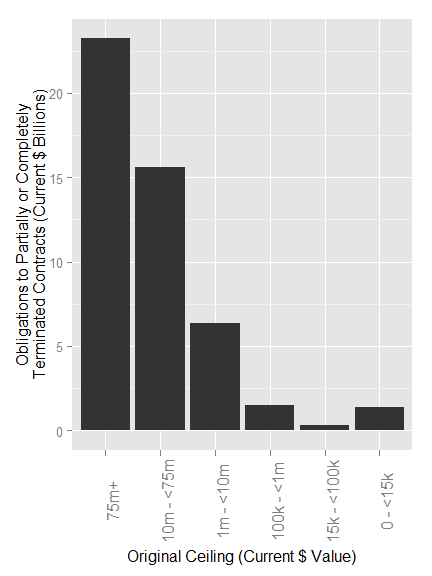 Obligations to Partially or Completely
Terminated Contracts (Current $ Billions)
20
15
10
5
0
75m+
10m - <75m
1m - <10m
100k - <1m
15k - <100k
0 - <15k
Original Ceiling (Current $ Value)